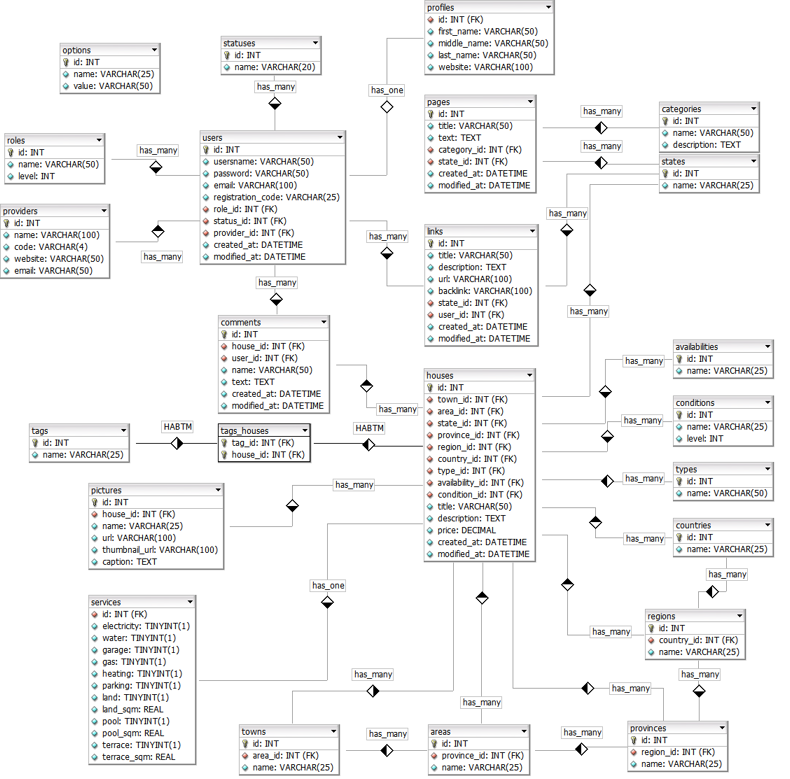 options
id: INT
name: VARCHAR(25)
value: VARCHAR(50)
statuses
id: INT
name: VARCHAR(20)
has_many
profiles
id: INT (FK)
first_name: VARCHAR(50)
middle_name: VARCHAR(50)
last_name: VARCHAR(50)
website: VARCHAR(100)
has_one
pages
id: INT
title: VARCHAR(50)
text: TEXT
category_id: INT (FK)
state_id: INT (FK)
created_at: DATETIME
modified_at: DATETIME
has_many
has_many
categories
id: INT
name: VARCHAR(50)
description: TEXT
states
id: INT
name: VARCHAR(25)
roles
id: INT
name: VARCHAR(50)
level: INT
has_many
users
id: INT
usersname: VARCHAR(50)
password: VARCHAR(50)
email: VARCHAR(100)
registration_code: VARCHAR(25)
role_id: INT (FK)
status_id: INT (FK)
provider_id: INT (FK)
created_at: DATETIME
modified_at: DATETIME
providers
id: INT
name: VARCHAR(100)
code: VARCHAR(4)
website: VARCHAR(50)
email: VARCHAR(50)
has_many
has_many
has_many
links
id: INT
title: VARCHAR(50)
description: TEXT
url: VARCHAR(100)
backlink: VARCHAR(100)
state_id: INT (FK)
user_id: INT (FK)
created_at: DATETIME
modified_at: DATETIME
has_many
has_many
comments
id: INT
house_id: INT (FK)
user_id: INT (FK)
name: VARCHAR(50)
text: TEXT
created_at: DATETIME
modified_at: DATETIME
has_many
houses
id: INT
town_id: INT (FK)
area_id: INT (FK)
state_id: INT (FK)
province_id: INT (FK)
region_id: INT (FK)
country_id: INT (FK)
type_id: INT (FK)
availability_id: INT (FK)
condition_id: INT (FK)
title: VARCHAR(50)
description: TEXT
price: DECIMAL
created_at: DATETIME
modified_at: DATETIME
has_many
availabilities
id: INT
name: VARCHAR(25)
has_many
conditions
id: INT
name: VARCHAR(25)
level: INT
has_many
types
id: INT
name: VARCHAR(50)
has_many
countries
id: INT
name: VARCHAR(25)
has_many
tags
id: INT
name: VARCHAR(25)
HABTM
tags_houses
tag_id: INT (FK)
house_id: INT (FK)
HABTM
pictures
id: INT
house_id: INT (FK)
name: VARCHAR(25)
url: VARCHAR(100)
thumbnail_url: VARCHAR(100)
caption: TEXT
has_many
services
id: INT (FK)
electricity: TINYINT(1)
water: TINYINT(1)
garage: TINYINT(1)
gas: TINYINT(1)
heating: TINYINT(1)
parking: TINYINT(1)
land: TINYINT(1)
land_sqm: REAL
pool: TINYINT(1)
pool_sqm: REAL
terrace: TINYINT(1)
terrace_sqm: REAL
has_one
regions
id: INT
country_id: INT (FK)
name: VARCHAR(25)
has_many
has_many
has_many
has_many
has_many
towns
id: INT
area_id: INT (FK)
name: VARCHAR(25)
has_many
areas
id: INT
province_id: INT (FK)
name: VARCHAR(25)
has_many
provinces
id: INT
region_id: INT (FK)
name: VARCHAR(25)